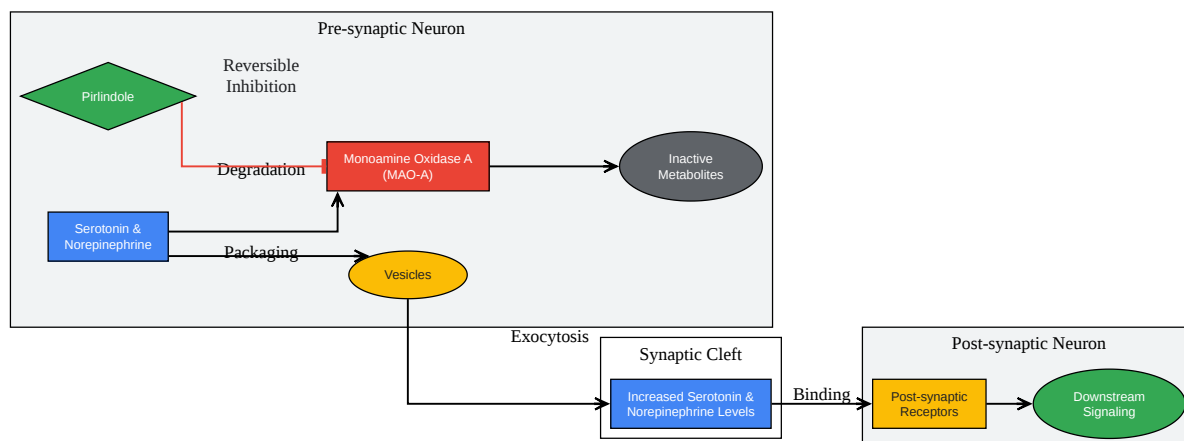 Pre-synaptic Neuron
Reversible
Inhibition
Pirlindole
Degradation
Monoamine Oxidase A
(MAO-A)
Inactive
Metabolites
Serotonin &
Norepinephrine
Packaging
Vesicles
Exocytosis
Synaptic Cleft
Increased Serotonin &
Norepinephrine Levels
Binding
Post-synaptic Neuron
Post-synaptic
Receptors
Downstream
Signaling